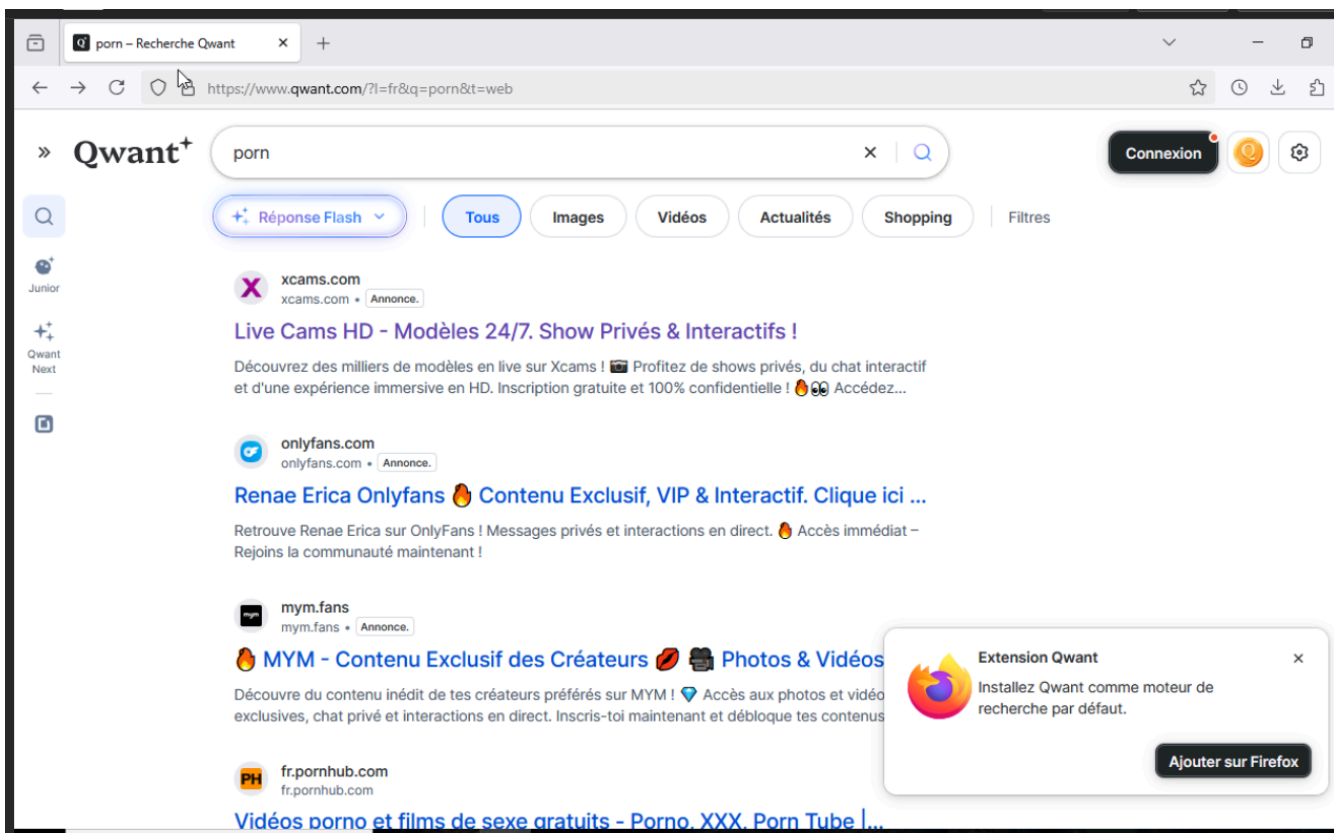 porn – Recherche Qwant
https://www.qwant.com/?l=fr&q=porn&t=web
Qwant+
porn
Connexion
Réponse Flash
Tous
Images
Vidéos
Actualités
Shopping
Filtres
Junior
Qwant
Next
xcams.com
xcams.com • Annonce.
Live Cams HD - Modèles 24/7. Show Privés & Interactifs !
Découvrez des milliers de modèles en live sur Xcams ! 📷 Profitez de shows privés, du chat interactif
et d'une expérience immersive en HD. Inscription gratuite et 100% confidentielle ! 🔥👀 Accédez...
onlyfans.com
onlyfans.com • Annonce.
Renae Erica Onlyfans 🔥 Contenu Exclusif, VIP & Interactif. Clique ici ...
Retrouve Renae Erica sur OnlyFans ! Messages privés et interactions en direct. 🔥 Accès immédiat –
Rejoins la communauté maintenant !
mym.fans
mym.fans • Annonce.
🔥 MYM - Contenu Exclusif des Créateurs 💋 🎥 Photos & Vidéos
Découvre du contenu inédit de tes créateurs préférés sur MYM ! 💎 Accès aux photos et vidéo
exclusives, chat privé et interactions en direct. Inscris-toi maintenant et débloque tes contenus
PH
fr.pornhub.com
fr.pornhub.com
Vidéos porno et films de sexe gratuits - Porno, XXX, Porn Tube |...
Extension Qwant
Installez Qwant comme moteur de
recherche par défaut.
Ajouter sur Firefox